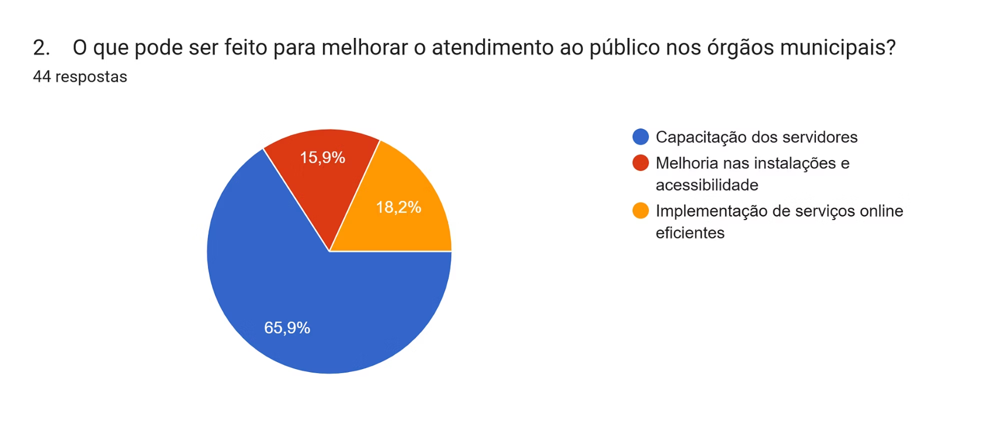 2. O que pode ser feito para melhorar o atendimento ao público nos órgãos municipais?
44 respostas
15,9%
18,2%
65,9%
Capacitação dos servidores
Melhoria nas instalações e
acessibilidade
Implementação de serviços online
eficientes